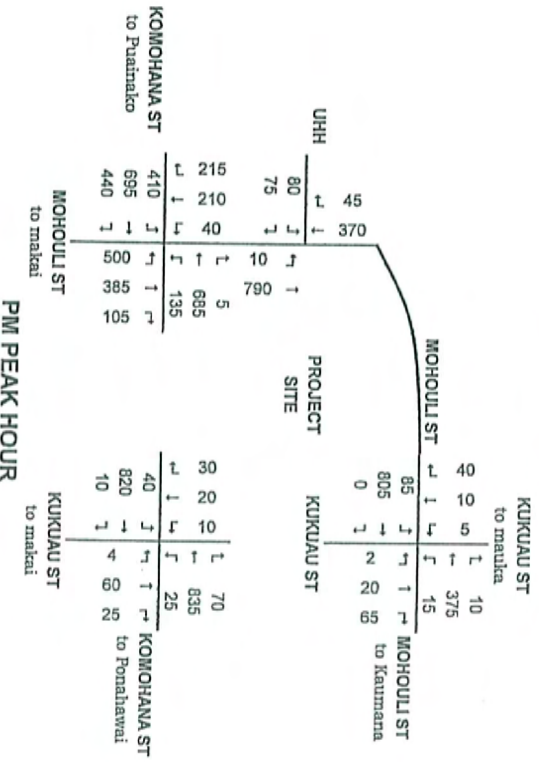 KOMOHANA ST
to Puainako
UHH
45
370
80
75
10
790
215
210
40
410
695
440
5
685
135
500
385
105
MOHOULI ST
to makai
MOHOULI ST
PROJECT
SITE
KUKUAU ST
to mauka
40
10
5
85
805
0
10
375
15
2
20
65
MOHOULI ST
to Kaumana
KUKUAU ST
30
20
10
40
820
10
70
835
25
4
60
25
KOMOHANA ST
to Ponahawai
KUKUAU ST
to makai
PM PEAK HOUR